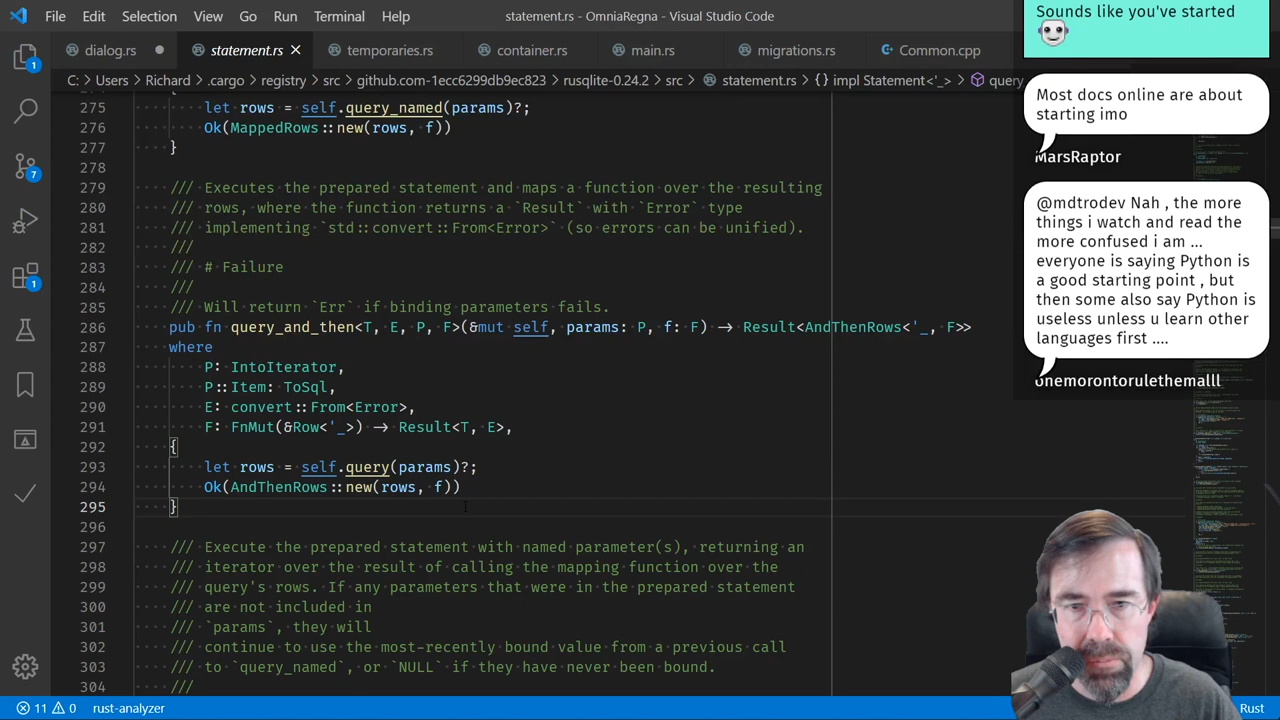 File Edit Selection View Go Run Terminal Help
statement.rs - OmniaRegna - Visual Studio Code
dialog.rs
statement.rs
tmporaries.rs
container.rs
main.rs
migrations.rs
Common.cpp
C: > Users > Richard > .cargo > registry > src > github.com-1ecc6299db9ec823 > rusqlite-0.24.2 > src > statement.rs > {} impl Statement<'_> > query
275 let rows = self.query_named(params)?;
276 Ok(MappedRows::new(rows, f))
277 }
278
279 /// Executes the prepared statement and maps a function over the resulting
280 /// rows, where the function returns a `Result` with `Error` type
281 /// implementing `std::convert::From<Error>` (so errors can be unified).
282 ///
283 /// # Failure
284 ///
285 /// Will return `Err` if binding parameters fails.
286 pub fn query_and_then<T, E, P, F>(&mut self, params: P, f: F) -> Result<AndThenRows<'_, F>>
287 where
288 P: IntoIterator,
289 P::Item: ToSql,
290 E: convert::From<Error>,
291 F: FnMut(&Row<'_>) -> Result<T, E>
292 {
293 let rows = self.query(params)?;
294 Ok(AndThenRows::new(rows, f))
295 }
296
297 /// Execute the prepared statement with named parameter(s), returning an
298 /// iterator over the result of calling the mapping function over the
299 /// query's rows. If any parameters that were in the prepared statement
300 /// are not included in
301 /// `params`, they will
302 /// continue to use the most-recently bound value from a previous call
303 /// to `query_named`, or `NULL` if they have never been bound.
304 ///
1
7
1
11 0 rust-analyzer
Rust
Sounds like you've started
Most docs online are about
starting imo
MarsRaptor
@mdtrodev Nah , the more
things i watch and read the
more confused i am ...
everyone is saying Python is
a good starting point , but
then some also say Python is
useless unless u learn other
languages first ....
onemorontorulethemalll